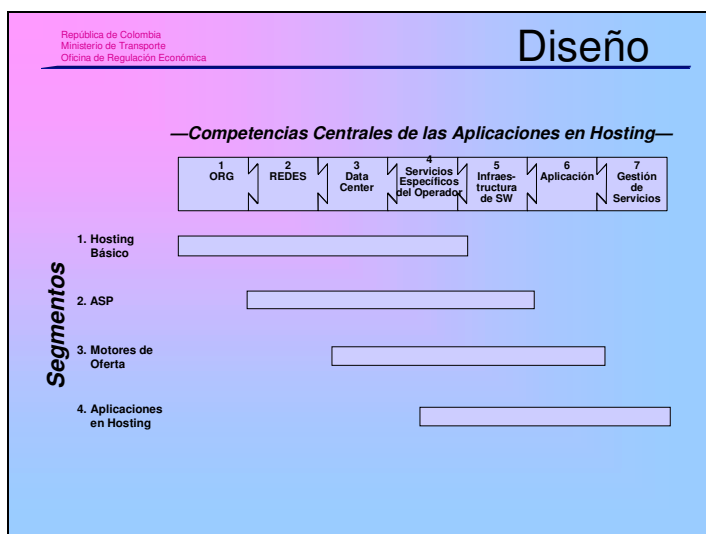 República de Colombia
Ministerio de Transporte
Oficina de Regulación Económica
Diseño
—Competencias Centrales de las Aplicaciones en Hosting—
1
ORG
2
REDES
3
Data
Center
4
Servicios
Específicos
del Operador
5
Infraes-
tructura
de SW
6
Aplicación
7
Gestión
de
Servicios
Segmentos
1. Hosting
Básico
2. ASP
3. Motores de
Oferta
4. Aplicaciones
en Hosting